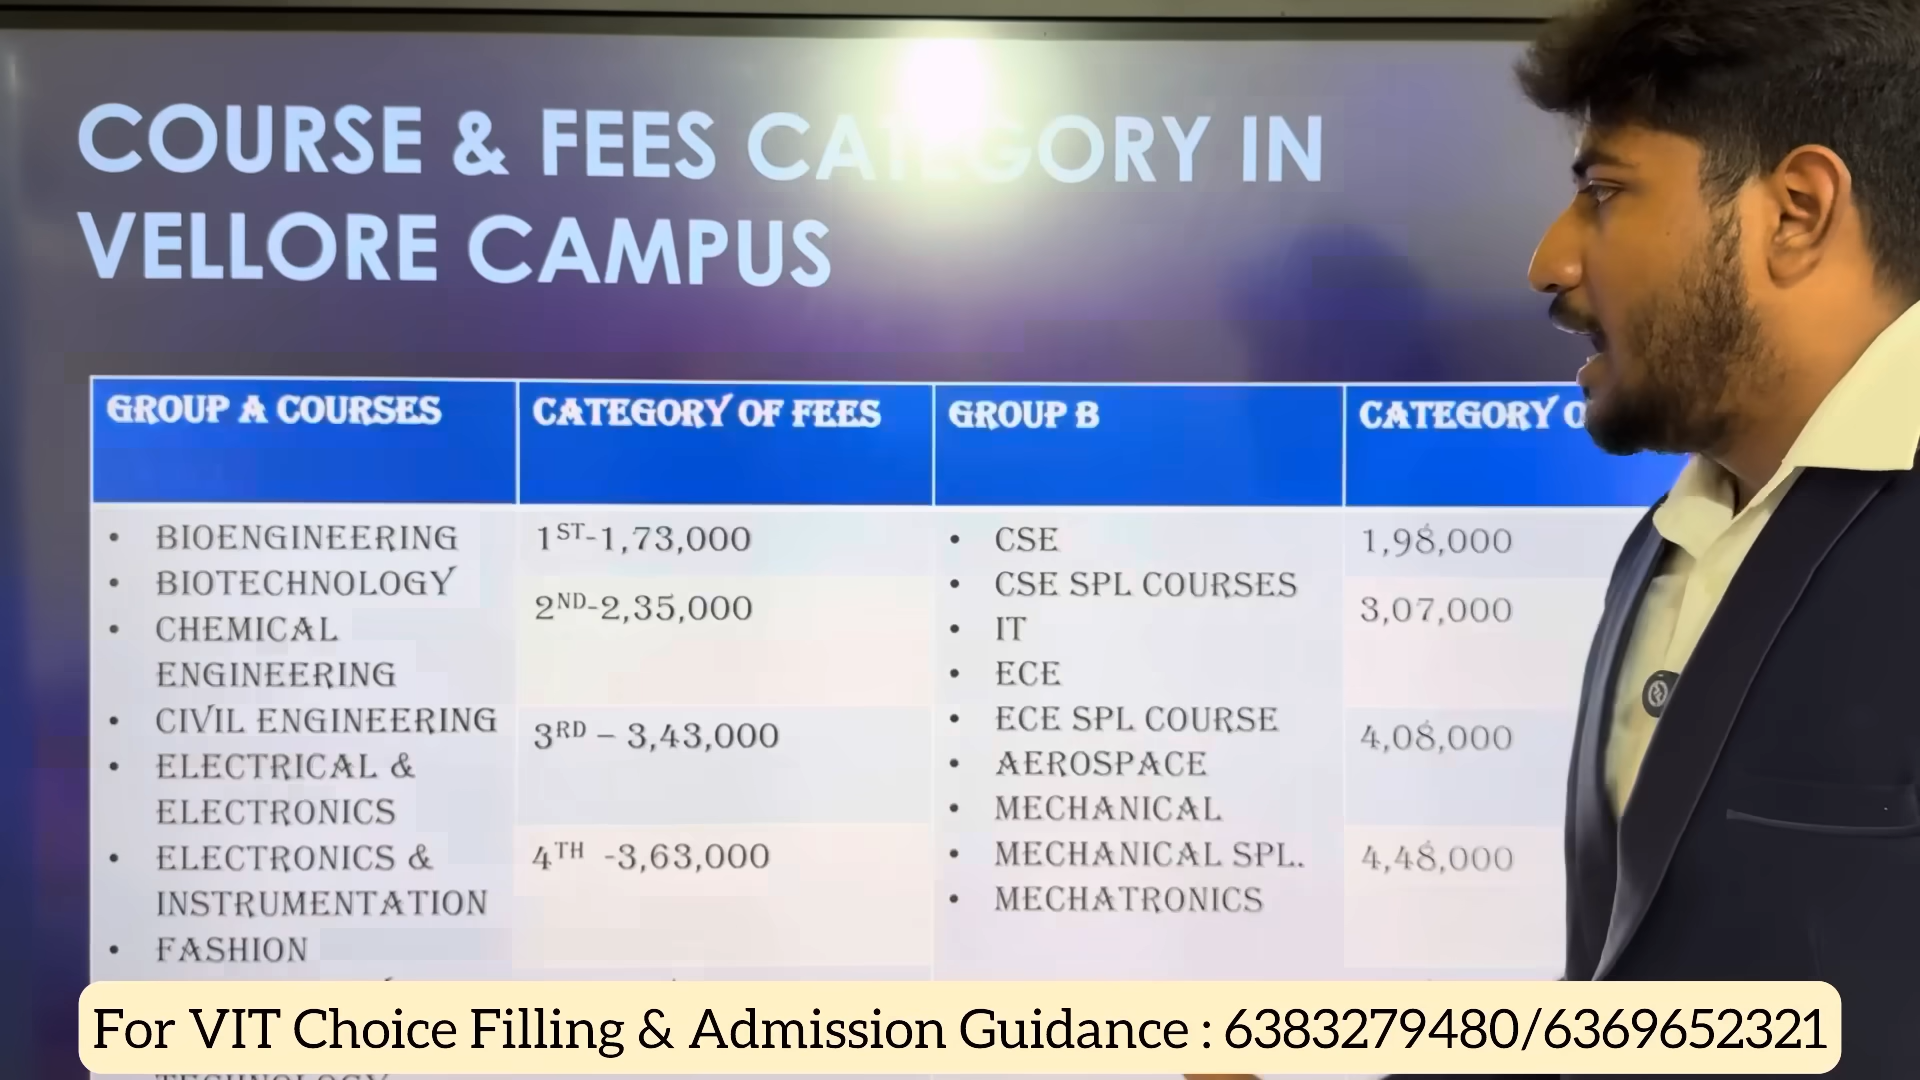 COURSE & FEES CATEGORY IN
VELLORE CAMPUS
GROUP A COURSES
CATEGORY OF FEES
GROUP B
CATEGORY O
• BIOENGINEERING
• BIOTECHNOLOGY
• CHEMICAL
ENGINEERING
• CIVIL ENGINEERING
• ELECTRICAL &
ELECTRONICS
• ELECTRONICS &
INSTRUMENTATION
• FASHION
1ST-1,73,000
2ND-2,35,000
3RD – 3,43,000
4TH -3,63,000
• CSE
• CSE SPL COURSES
• IT
• ECE
• ECE SPL COURSE
• AEROSPACE
• MECHANICAL
• MECHANICAL SPL.
• MECHATRONICS
1,98,000
3,07,000
4,08,000
4,48,000
For VIT Choice Filling & Admission Guidance : 6383279480/6369652321